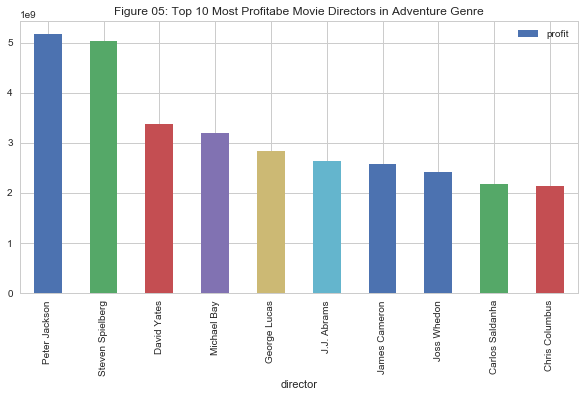 Figure 05: Top 10 Most Profitabe Movie Directors in Adventure Genre
1e9
profit
5
4
3
2
1
0
Peter Jackson
Steven Spielberg
David Yates
Michael Bay
George Lucas
J.J. Abrams
James Cameron
Joss Whedon
Carlos Saldanha
Chris Columbus
director